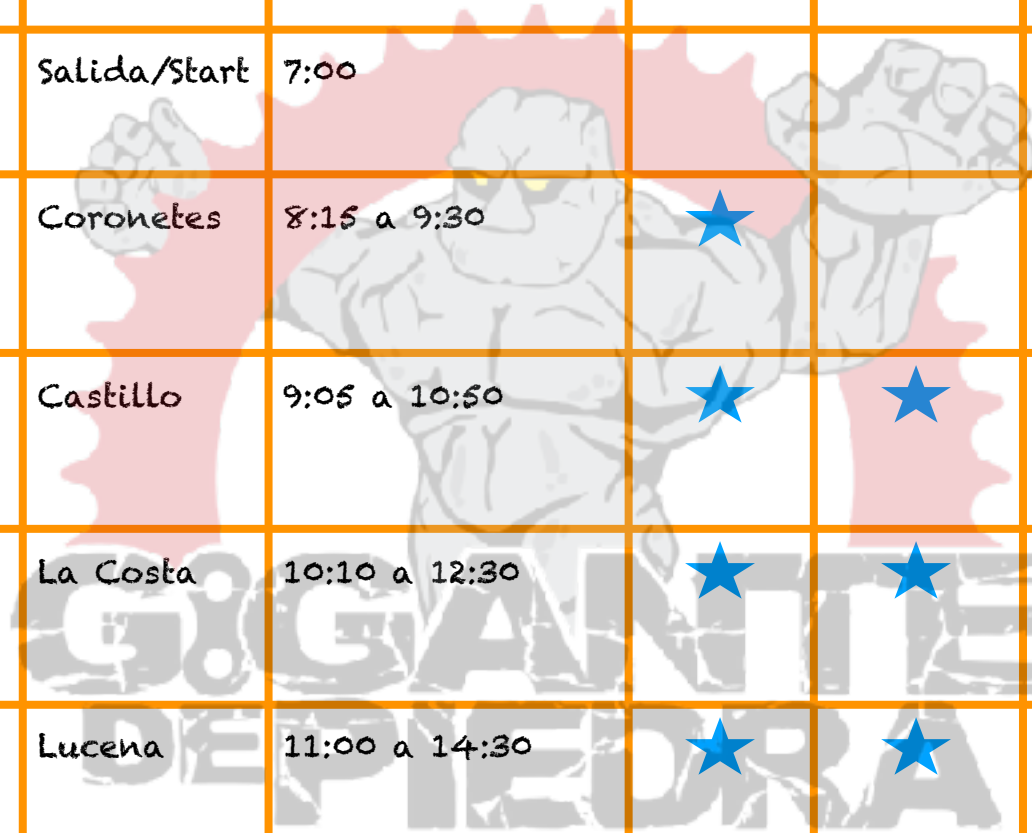 Salida/Start 7:00
Coronetes 8:15 a 9:30
Castillo 9:05 a 10:50
La Costa 10:10 a 12:30
Lucena 11:00 a 14:30
GIGANTE
DE PIEDRA